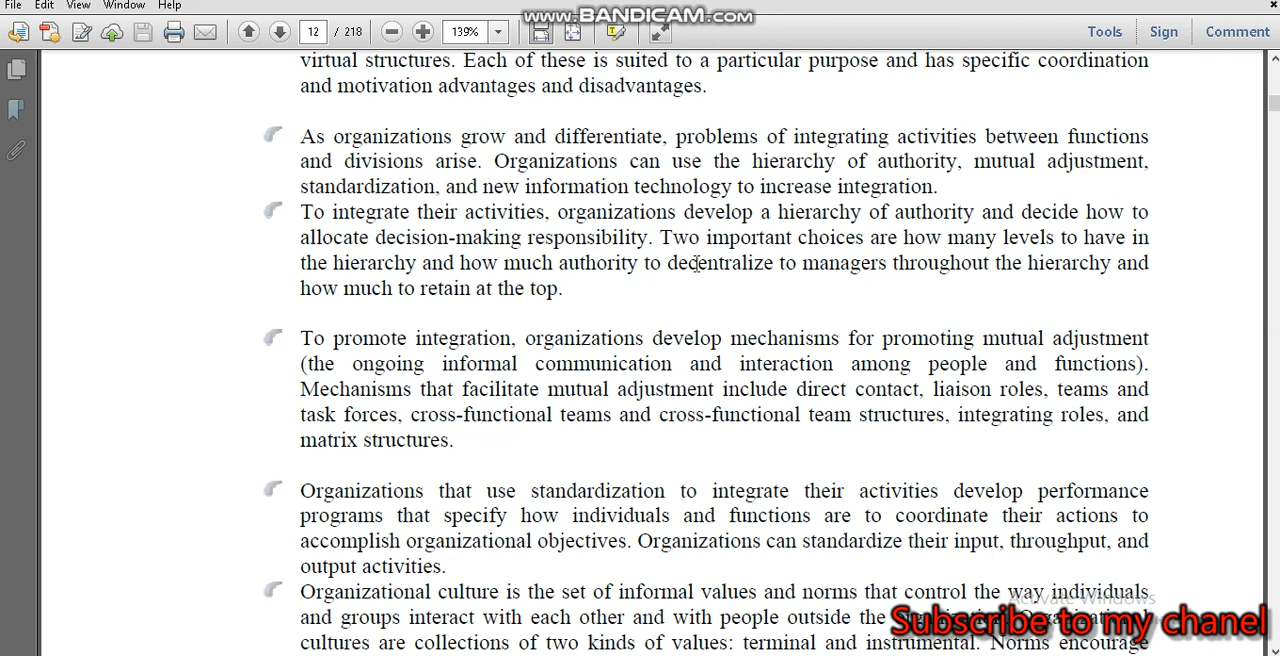 File Edit View Window Help
www.BANDICAM.com
12 / 218
139%
Tools Sign Comment
virtual structures. Each of these is suited to a particular purpose and has specific coordination
and motivation advantages and disadvantages.
As organizations grow and differentiate, problems of integrating activities between functions
and divisions arise. Organizations can use the hierarchy of authority, mutual adjustment,
standardization, and new information technology to increase integration.
To integrate their activities, organizations develop a hierarchy of authority and decide how to
allocate decision-making responsibility. Two important choices are how many levels to have in
the hierarchy and how much authority to decentralize to managers throughout the hierarchy and
how much to retain at the top.
To promote integration, organizations develop mechanisms for promoting mutual adjustment
(the ongoing informal communication and interaction among people and functions).
Mechanisms that facilitate mutual adjustment include direct contact, liaison roles, teams and
task forces, cross-functional teams and cross-functional team structures, integrating roles, and
matrix structures.
Organizations that use standardization to integrate their activities develop performance
programs that specify how individuals and functions are to coordinate their actions to
accomplish organizational objectives. Organizations can standardize their input, throughput, and
output activities.
Organizational culture is the set of informal values and norms that control the way individuals
Activate Windows
and groups interact with each other and with people outside the
cultures are collections of two kinds of values: terminal and instrumental. Norms encourage
Subscribe to my chanel